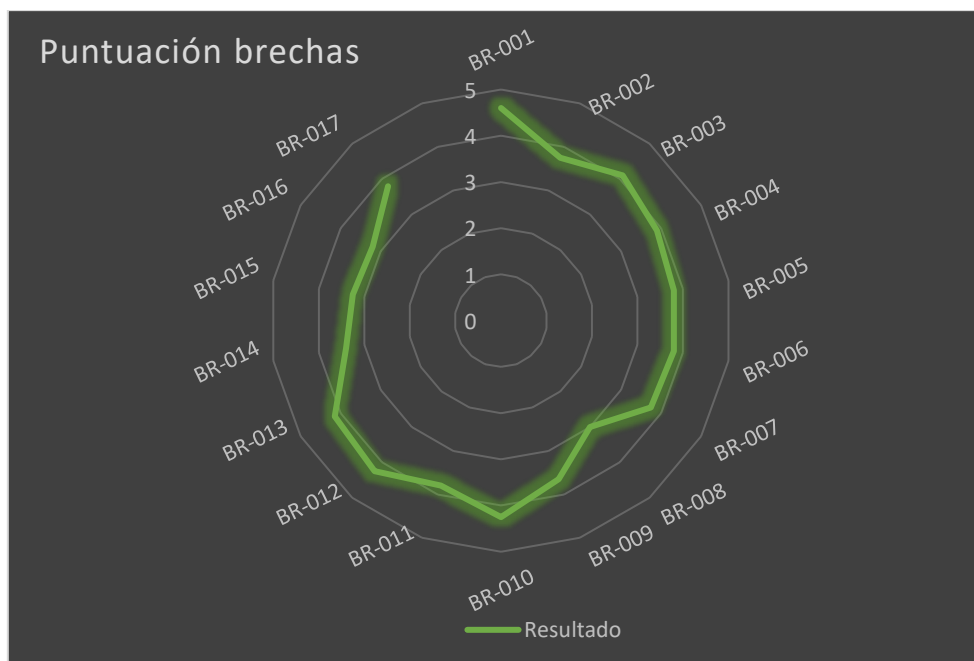 Puntuación brechas
BR-001
BR-002
BR-003
BR-004
BR-005
BR-006
BR-007
BR-008
BR-009
BR-010
BR-011
BR-012
BR-013
BR-014
BR-015
BR-016
BR-017
5
4
3
2
1
0
Resultado